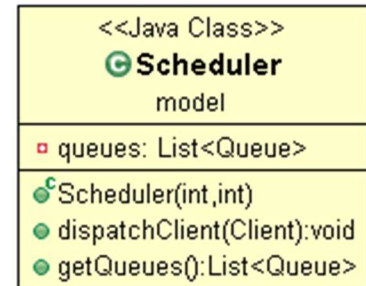 <<Java Class>>
Scheduler
model
queues: List<Queue>
Scheduler(int,int)
dispatchClient(Client):void
getQueues():List<Queue>